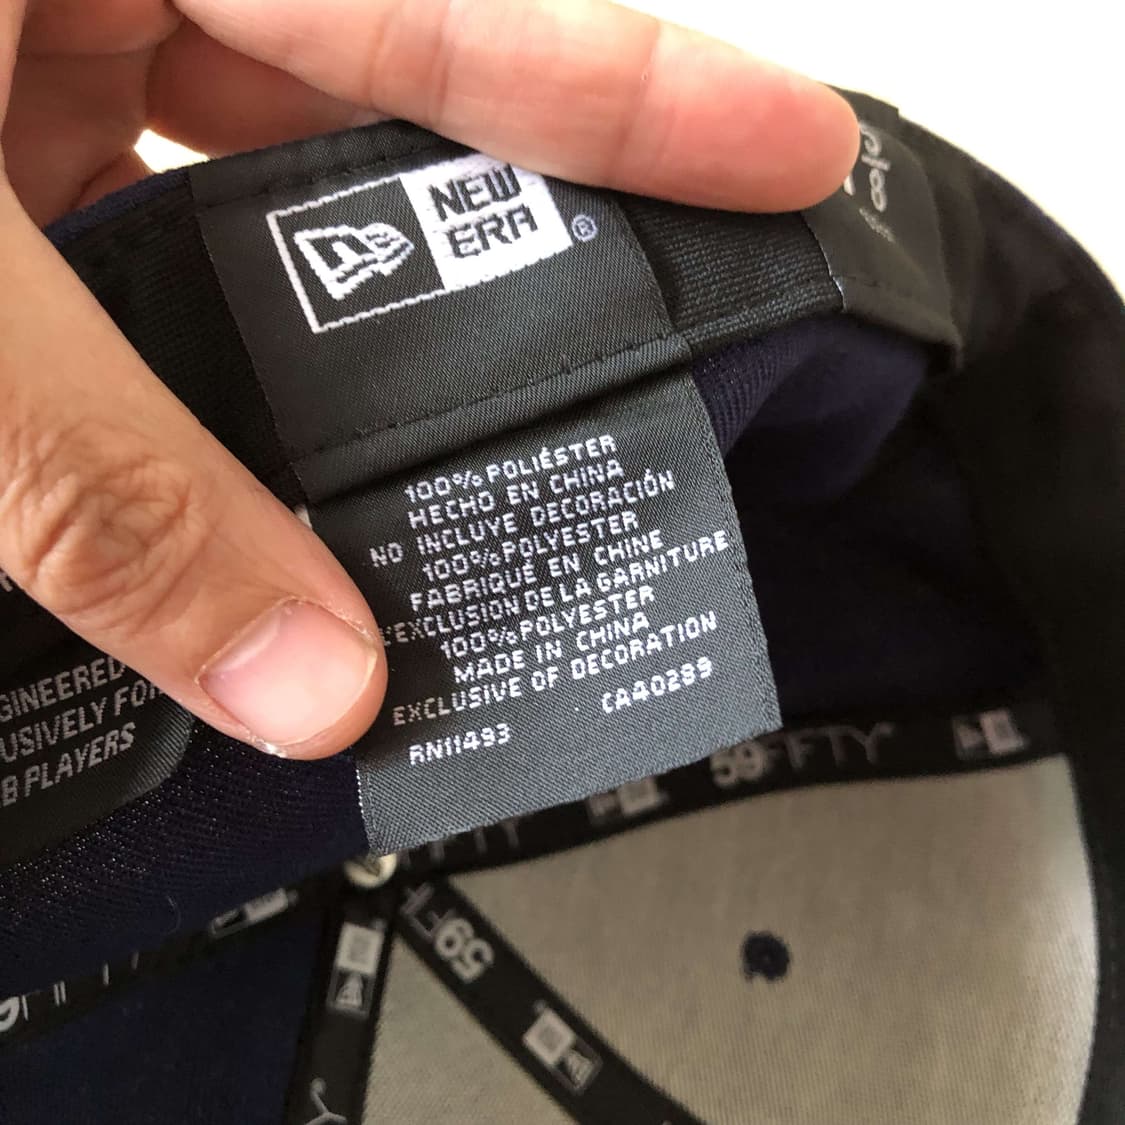 NEW
ERA®
100% POLIÉSTER
HECHO EN CHINA
NO INCLUYE DECORACIÓN
100% POLYESTER
FABRIQUÉ EN CHINE
L'EXCLUSION DE LA GARNITURE
100% POLYESTER
MADE IN CHINA
EXCLUSIVE OF DECORATION
RN11493 CA40289
PLAYERS
59FIFTY